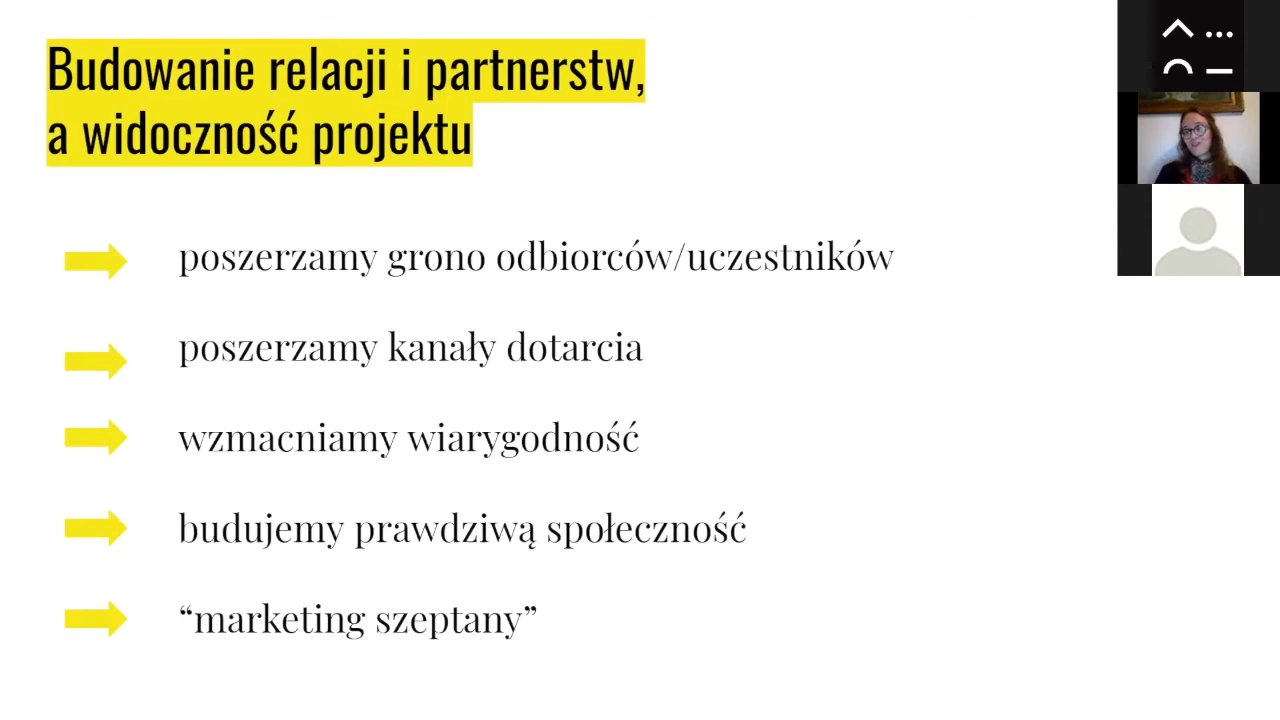 Budowanie relacji i partnerstw,
a widoczność projektu
poszerzamy grono odbiorców/uczestników
poszerzamy kanały dotarcia
wzmacniamy wiarygodność
budujemy prawdziwą społeczność
“marketing szeptany”